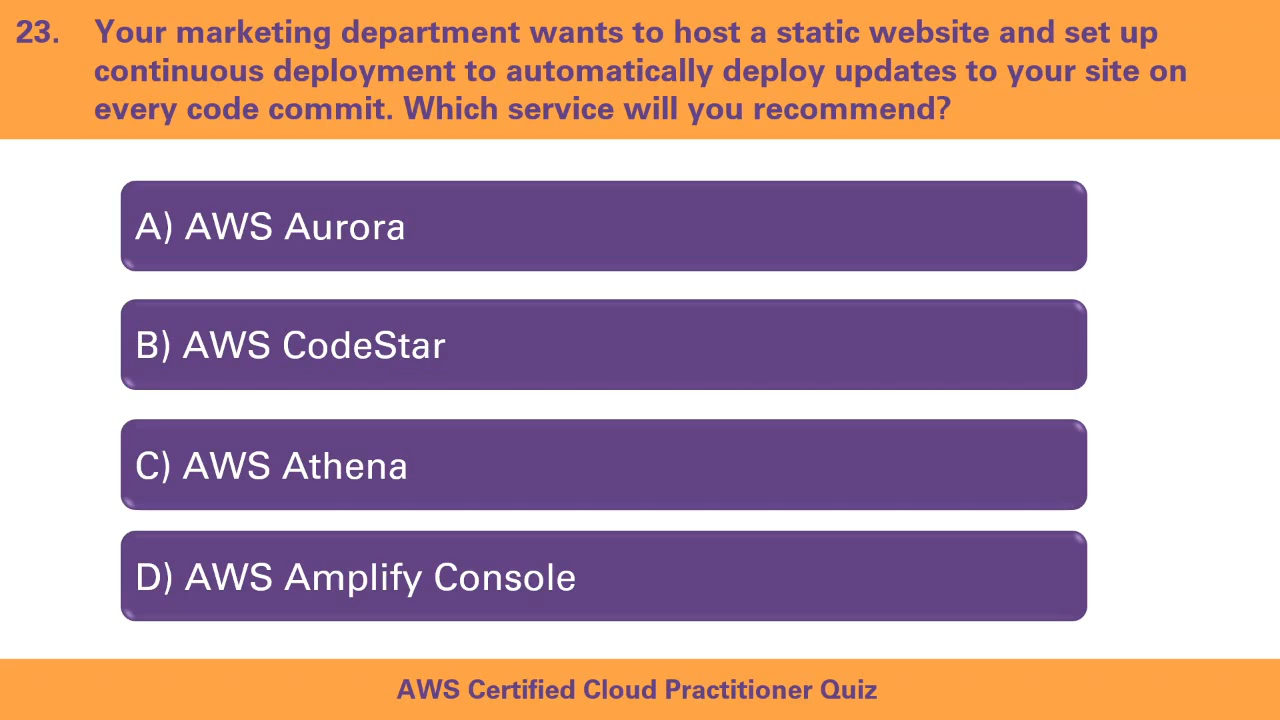 23. Your marketing department wants to host a static website and set up
continuous deployment to automatically deploy updates to your site on
every code commit. Which service will you recommend?
A) AWS Aurora
B) AWS CodeStar
C) AWS Athena
D) AWS Amplify Console
AWS Certified Cloud Practitioner Quiz